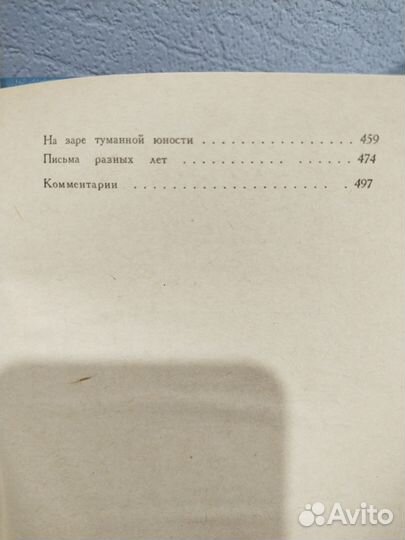 На заре туманной юности . . . . . . . . . . . . . . . . 459
Письма разных лет . . . . . . . . . . . . . . . . 474
Комментарии . . . . . . . . . . . . . . . . . . . 497
Avito